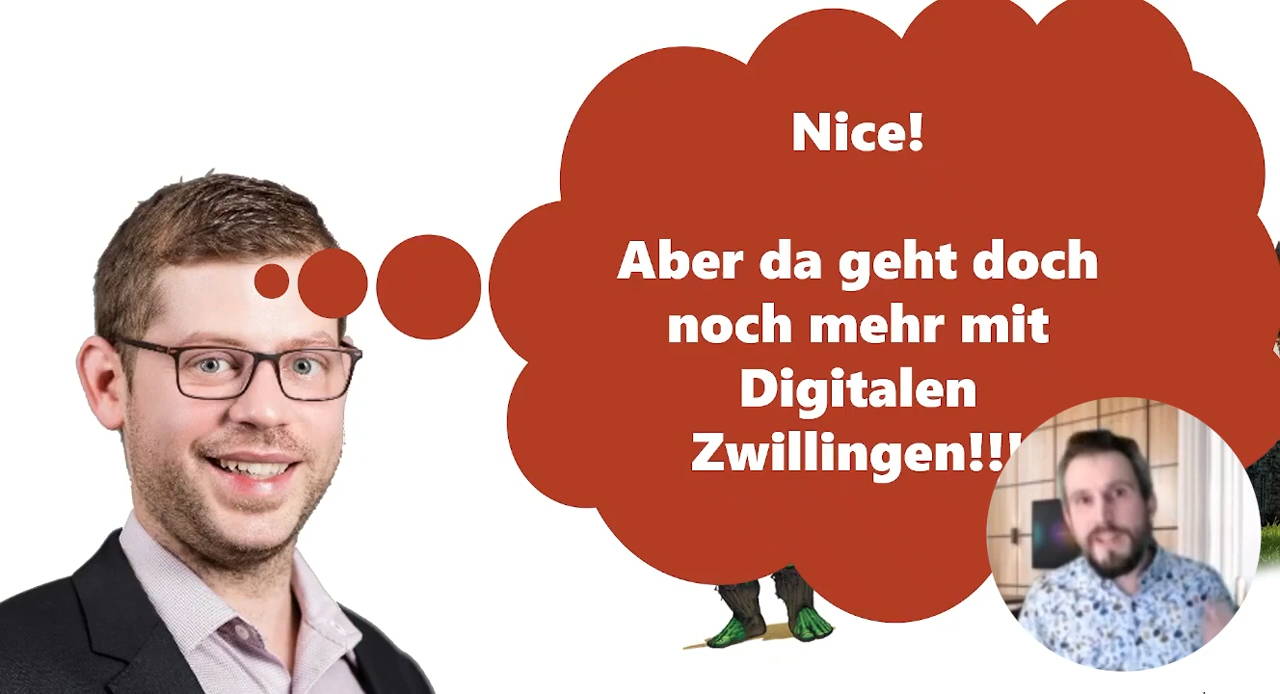 Nice!
Aber da geht doch
noch mehr mit
Digitalen
Zwillingen!!!